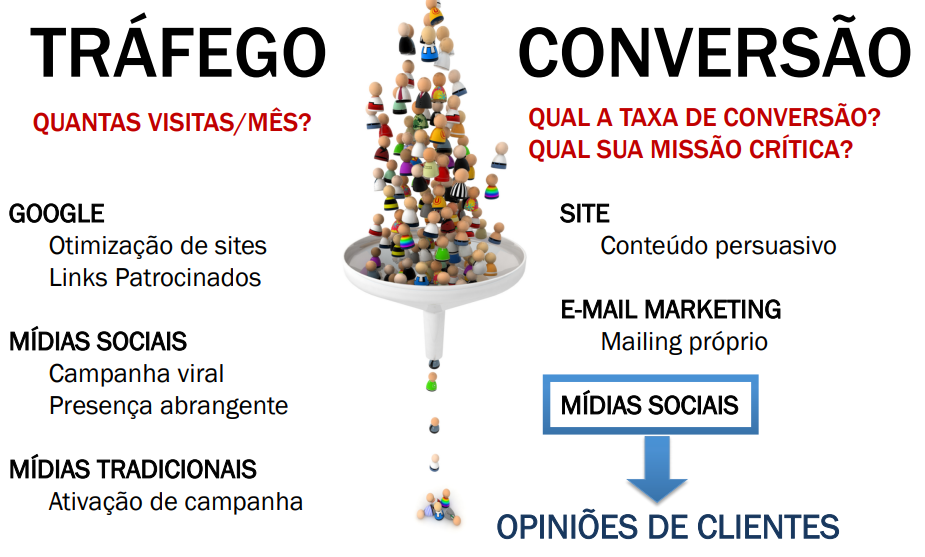 TRÁFEGO
QUANTAS VISITAS/MÊS?
GOOGLE
Otimização de sites
Links Patrocinados
MÍDIAS SOCIAIS
Campanha viral
Presença abrangente
MÍDIAS TRADICIONAIS
Ativação de campanha
CONVERSÃO
QUAL A TAXA DE CONVERSÃO?
QUAL SUA MISSÃO CRÍTICA?
SITE
Conteúdo persuasivo
E-MAIL MARKETING
Mailing próprio
MÍDIAS SOCIAIS
OPINIÕES DE CLIENTES